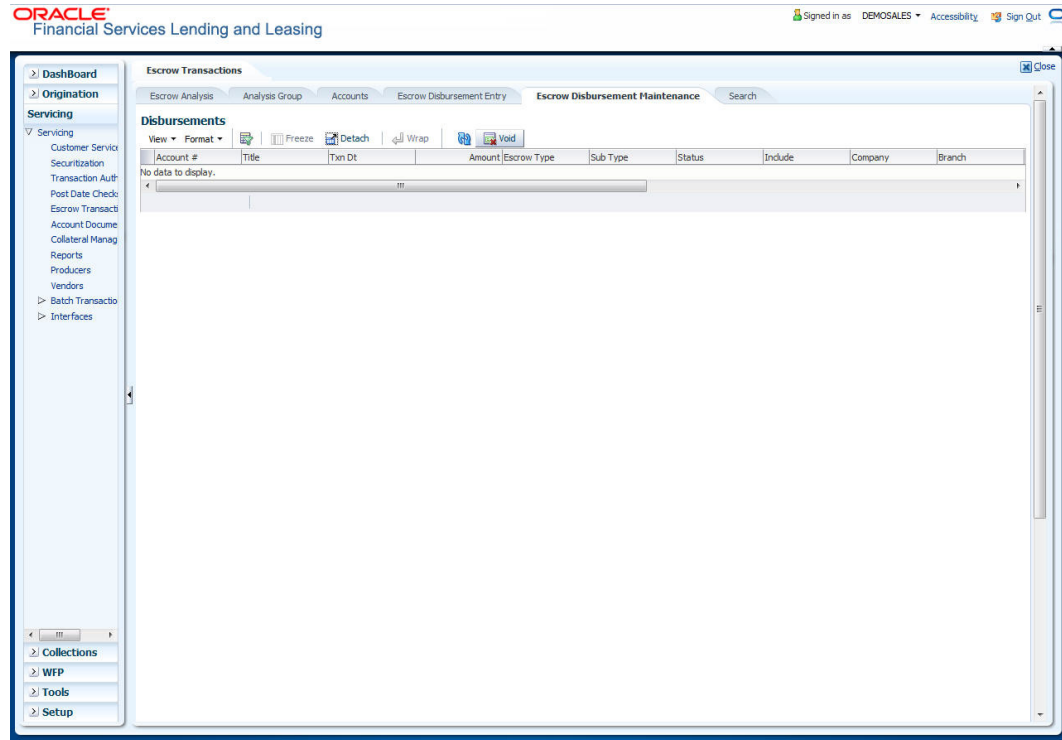 ORACLE
Financial Services Lending and Leasing
Signed in as DEMOSALES Accessibility Sign Out
DashBoard
Origination
Servicing
Servicing
Customer Service
Securitization
Transaction Auth
Post Date Checks
Escrow Transacti
Account Docume
Collateral Manag
Reports
Producers
Vendors
Batch Transactio
Interfaces
Collections
WFP
Tools
Setup
Escrow Transactions
Close
Escrow Analysis Analysis Group Accounts Escrow Disbursement Entry Escrow Disbursement Maintenance Search
Disbursements
View Format Freeze Detach Wrap Void
Account # Title Txn Dt Amount Escrow Type Sub Type Status Include Company Branch
No data to display.